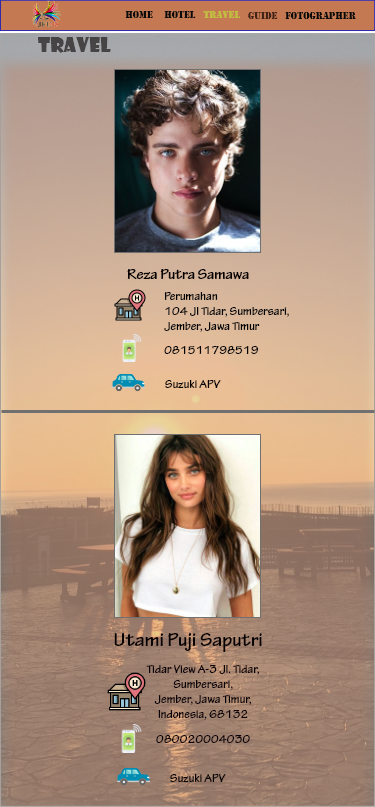 HOME HOTEL TRAVEL GUIDE FOTOGRAPHER
TRAVEL
Reza Putra Samawa
Perumahan
104 Jl Tidar, Sumbersari,
Jember, Jawa Timur
081511798519
Suzuki APV
Utami Puji Saputri
Tidar View A-3 Jl. Tidar,
Sumbersari,
Jember, Jawa Timur,
Indonesia, 68132
080020004030
Suzuki APV